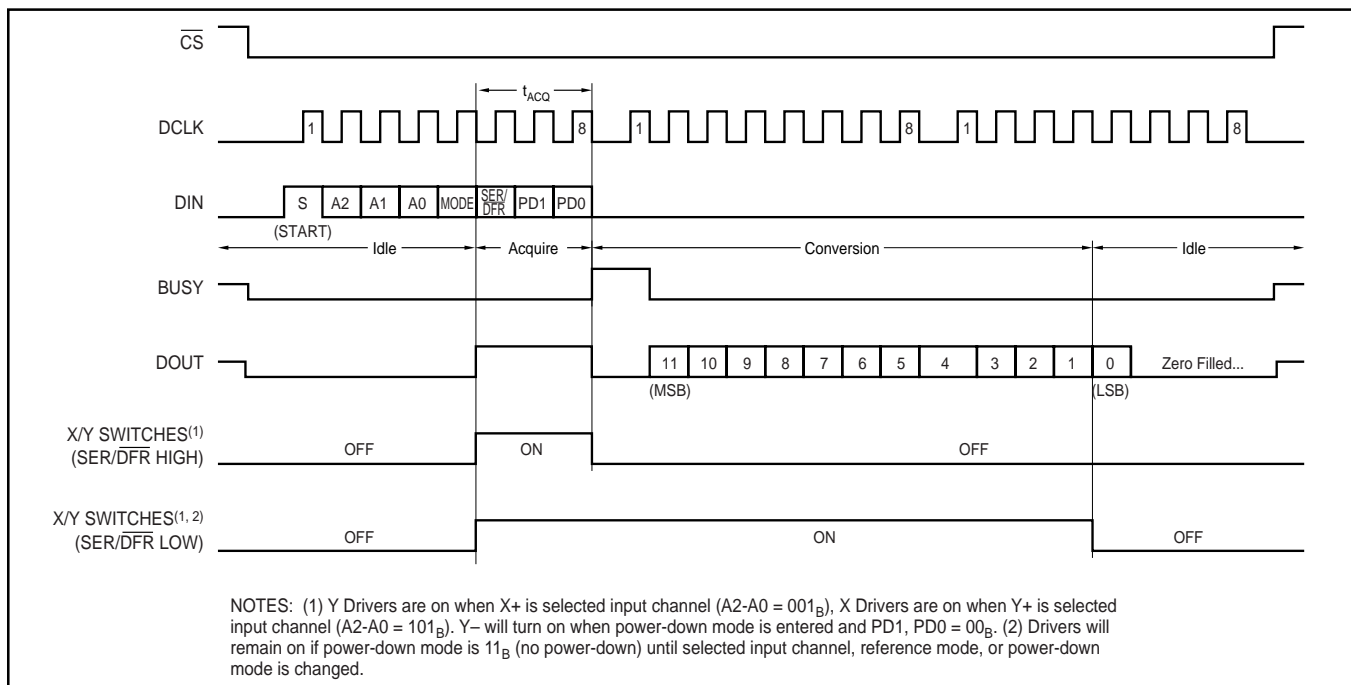 CS
tACQ
DCLK 1 8 1 8 1 8
DIN S A2 A1 A0 MODE SER/DFR PD1 PD0
(START)
Idle Acquire Conversion Idle
BUSY
DOUT 11 10 9 8 7 6 5 4 3 2 1 0 Zero Filled...
(MSB) (LSB)
X/Y SWITCHES(1)
(SER/DFR HIGH) OFF ON OFF
X/Y SWITCHES(1, 2)
(SER/DFR LOW) OFF ON OFF
NOTES: (1) Y Drivers are on when X+ is selected input channel (A2-A0 = 001B), X Drivers are on when Y+ is selected
input channel (A2-A0 = 101B). Y– will turn on when power-down mode is entered and PD1, PD0 = 00B. (2) Drivers will
remain on if power-down mode is 11B (no power-down) until selected input channel, reference mode, or power-down
mode is changed.